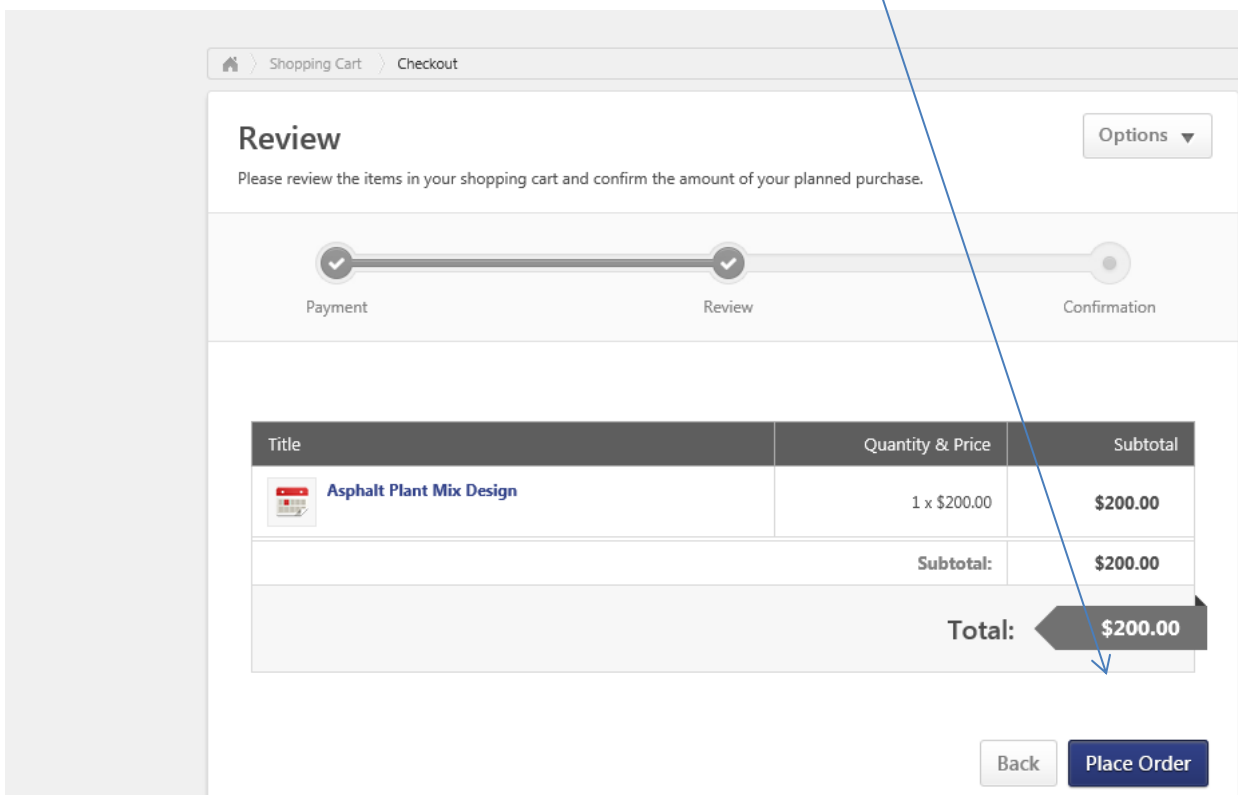 Shopping Cart Checkout
Review
Options
Please review the items in your shopping cart and confirm the amount of your planned purchase.
Payment Review Confirmation
Title Quantity & Price Subtotal
Asphalt Plant Mix Design 1 x $200.00 $200.00
Subtotal: $200.00
Total: $200.00
Back Place Order